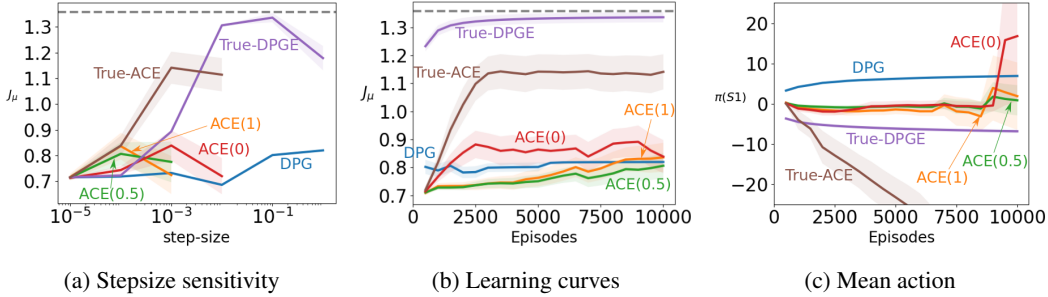 1.3
1.2
1.1
1.0
0.9
0.8
0.7
J_μ
True-DPGE
True-ACE
ACE(1)
ACE(0)
DPG
ACE(0.5)
10^−5
10^−3
10^−1
step-size
(a) Stepsize sensitivity
1.3
1.2
1.1
1.0
0.9
0.8
0.7
J_μ
True-DPGE
True-ACE
ACE(1)
ACE(0)
DPG
ACE(0.5)
2500
5000
7500
10000
Episodes
(b) Learning curves
20
10
0
−10
−20
π(S1)
ACE(0)
DPG
True-DPGE
ACE(0.5)
True-ACE
ACE(1)
2500
5000
7500
10000
Episodes
(c) Mean action